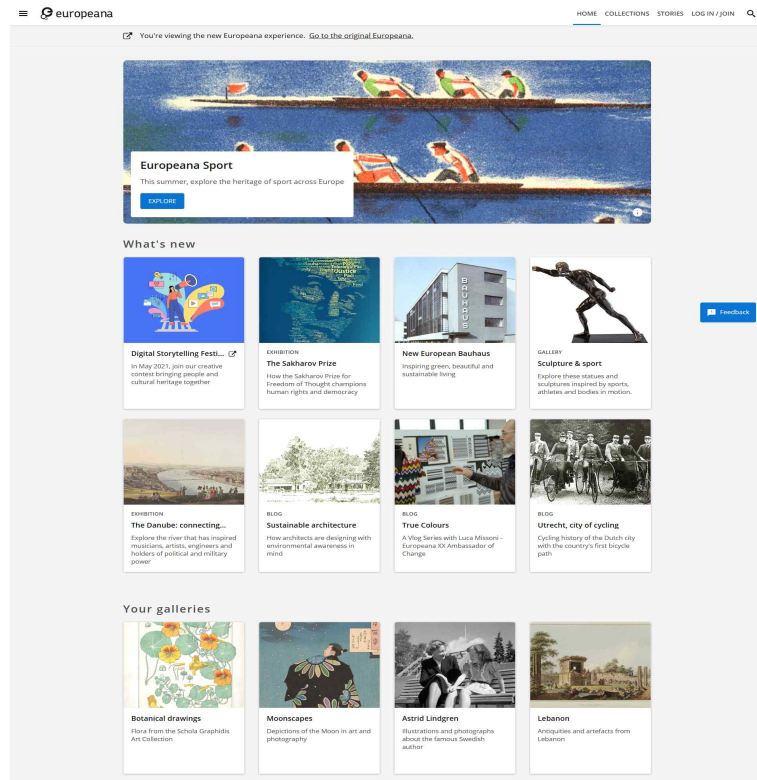 europeana
HOME COLLECTIONS STORIES LOG IN / JOIN
You're viewing the new Europeana experience. Go to the original Europeana.
Europeana Sport
This summer, explore the heritage of sport across Europe
EXPLORE
What's new
Digital Storytelling Festi...
In May 2021, join our creative
contest bringing people and
cultural heritage together
Justice
EXHIBITION
The Sakharov Prize
How the Sakharov Prize for
Freedom of Thought champions
human rights and democracy
BAUHAUS
New European Bauhaus
Inspiring green, beautiful and
sustainable living
GALLERY
Sculpture & sport
Explore these statues and
sculptures inspired by sports,
athletes and bodies in motion.
Feedback
EXHIBITION
The Danube: connecting...
Explore the river that has inspired
musicians, artists, engineers and
holders of political and military
power
BLOG
Sustainable architecture
How architects are designing with
environmental awareness in
mind
BLOG
True Colours
A Vlog Series with Luca Missoni -
Europeana XX Ambassador of
Change
BLOG
Utrecht, city of cycling
Cycling history of the Dutch city
with the country's first bicycle
path
Your galleries
Botanical drawings
Flora from the Schola Graphidis
Art Collection
Moonscapes
Depictions of the Moon in art and
photography
Astrid Lindgren
Illustrations and photographs
about the famous Swedish
author
Lebanon
Antiquities and artefacts from
Lebanon